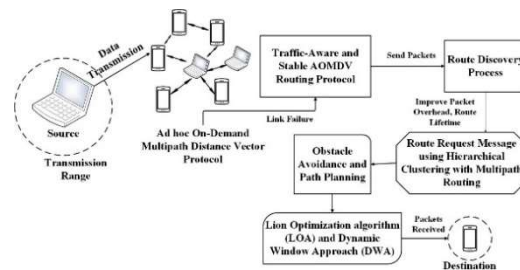 Data
Transmission
Source
Transmission
Range
Ad hoc On-Demand
Multipath Distance Vector
Protocol
Link Failure
Traffic-Aware and
Stable AOMDV
Routing Protocol
Send Packets
Route Discovery
Process
Improve Packet
Overhead, Route
Lifetime
Route Request Message
using Hierarchical
Clustering with Multipath
Routing
Obstacle
Avoidance and
Path Planning
Lion Optimization algorithm
(LOA) and Dynamic
Window Approach (DWA)
Packets
Received
Destination